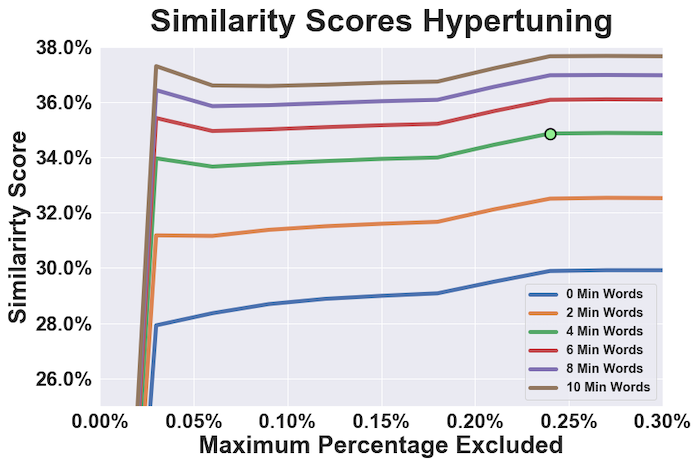 Similarity Scores Hypertuning
38.0%
36.0%
34.0%
32.0%
30.0%
28.0%
26.0%
Similarirty Score
0 Min Words
2 Min Words
4 Min Words
6 Min Words
8 Min Words
10 Min Words
0.00% 0.05% 0.10% 0.15% 0.20% 0.25% 0.30%
Maximum Percentage Excluded